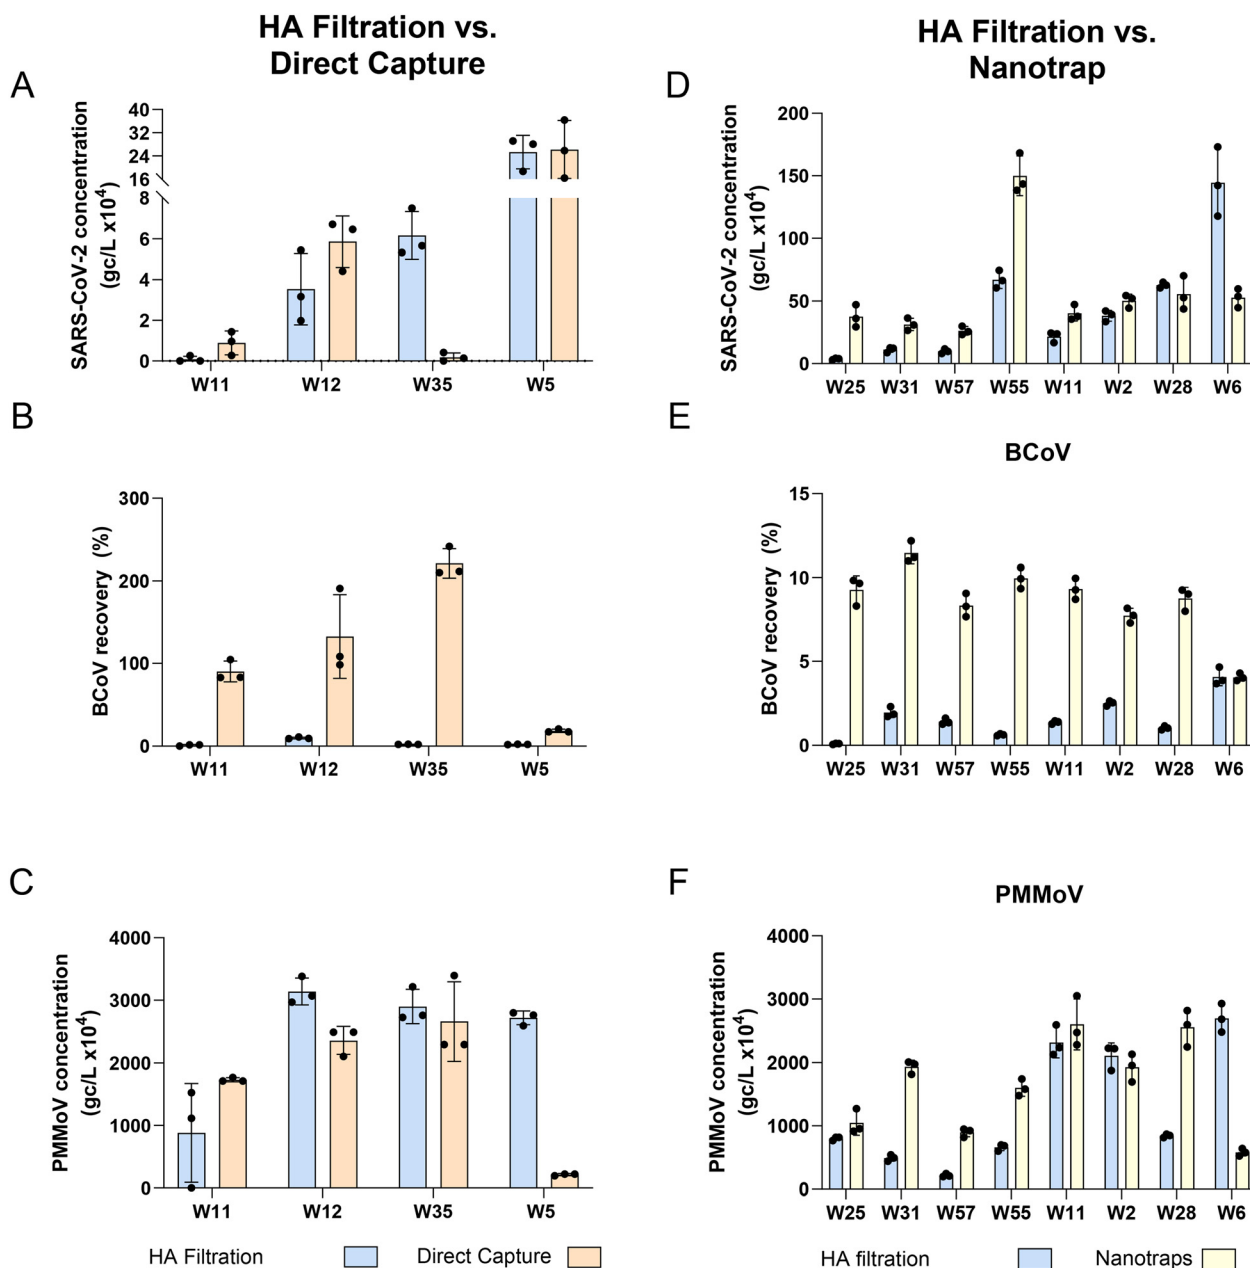 HA Filtration vs.
Direct Capture
A
SARS-CoV-2 concentration
(gc/L x10⁴)
40
32
24
16
8
6
4
2
0
W11 W12 W35 W5
B
BCoV recovery (%)
300
200
100
0
W11 W12 W35 W5
C
PMMoV concentration
(gc/L x10⁴)
4000
3000
2000
1000
0
W11 W12 W35 W5
HA Filtration Direct Capture
HA Filtration vs.
Nanotrap
D
SARS-CoV-2 concentration
(gc/L x10⁴)
200
150
100
50
0
W25 W31 W57 W55 W11 W2 W28 W6
E
BCoV
BCoV recovery (%)
15
10
5
0
W25 W31 W57 W55 W11 W2 W28 W6
F
PMMoV
PMMoV concentration
(gc/L x10⁴)
4000
3000
2000
1000
0
W25 W31 W57 W55 W11 W2 W28 W6
HA filtration Nanotraps